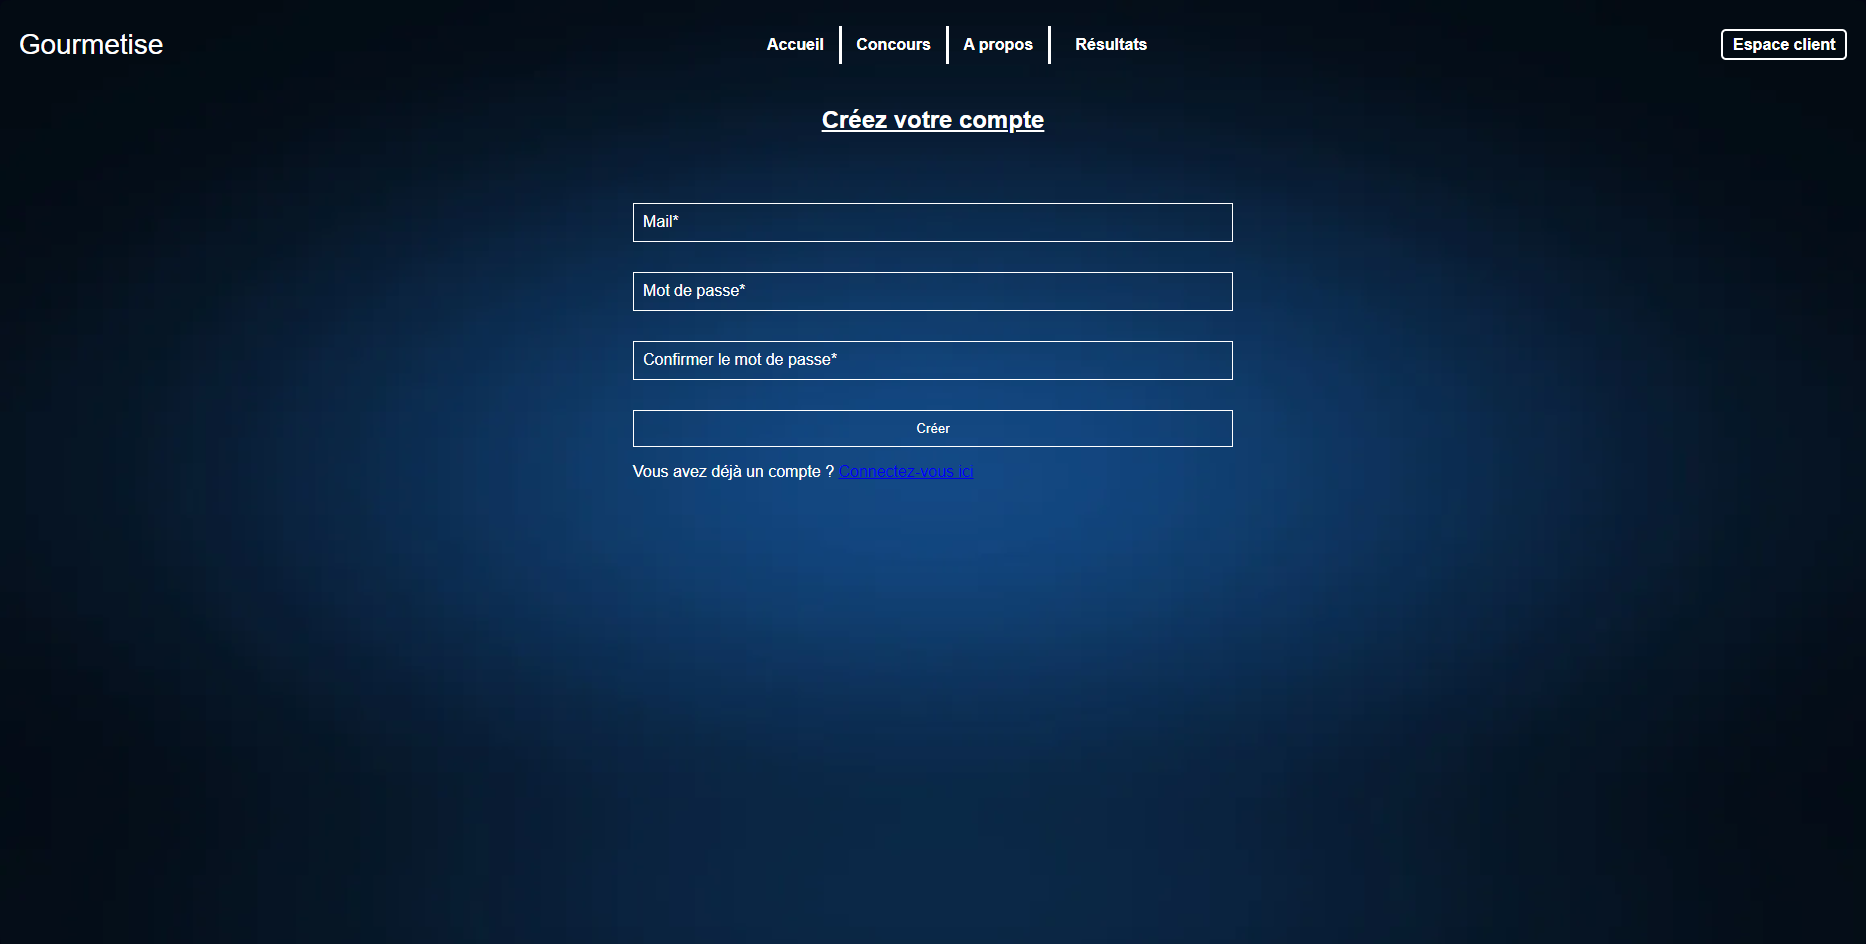 Gourmetise
Accueil Concours A propos Résultats
Espace client
Créez votre compte
Mail*
Mot de passe*
Confirmer le mot de passe*
Créer
Vous avez déjà un compte ? Connectez-vous ici